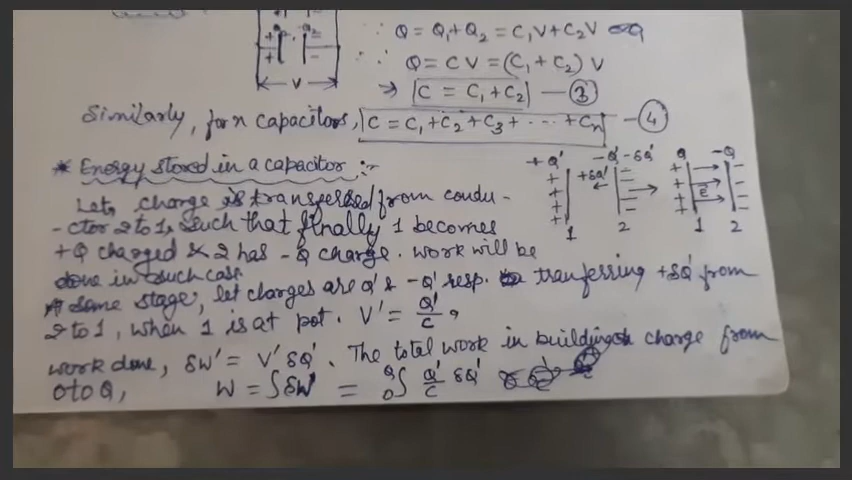 Q = Q₁+Q₂ = C₁V+C₂V
∴ Q = CV = (C₁+C₂) V
→ C = C₁+C₂ — ③
Similarly, for n capacitors, C = C₁+C₂+C₃+ ---- +Cₙ — ④
* Energy stored in a capacitor :-
+Q' -Q'-δQ' Q -Q
+δQ' E
1 2 1 2
V
Let, charge is transferred from condu-
-ctor 2 to 1, such that finally 1 becomes
+Q charged & 2 has -Q charge. work will be
done in such case
At some stage, let charges are Q' & -Q' resp. tranferring +δQ' from
2 to 1, when 1 is at pot. V' = Q'/C,
work done, δW' = V'δQ'. The total work in building charge from
0 to Q, W = ∫δW' = ₀^Q∫ Q'/C δQ'